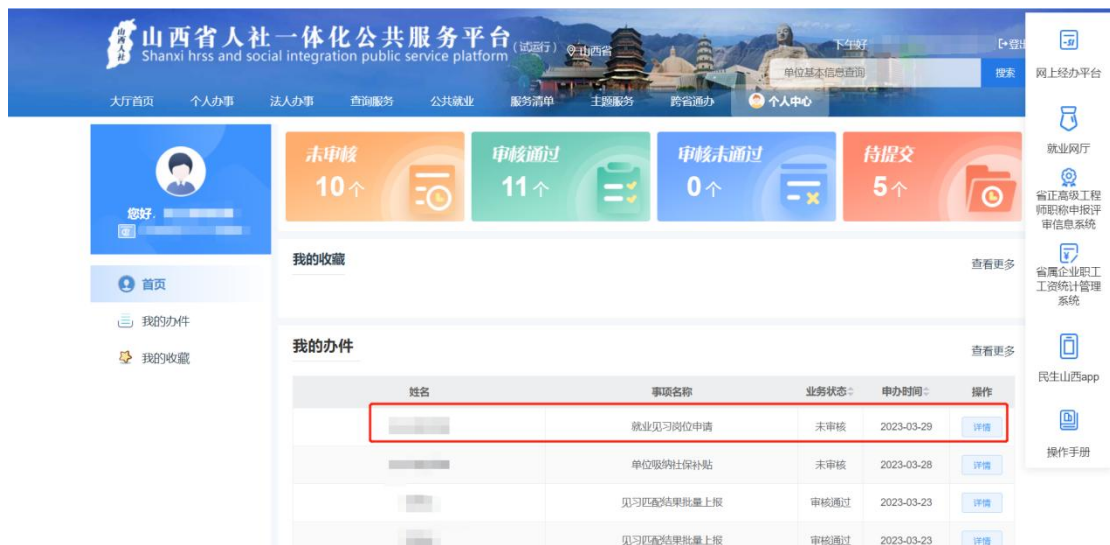 山西人社
山西省人社一体化公共服务平台（试运行）
山西省
Shanxi hrss and social integration public service platform
下午好
单位基本信息查询
搜索
大厅首页 个人办事 法人办事 查询服务 公共就业 服务清单 主题服务 跨省通办 个人中心
您好,
未审核
10个
审核通过
11个
审核未通过
0个
待提交
5个
首页
我的办件
我的收藏
我的收藏 查看更多
我的办件 查看更多
姓名 事项名称 业务状态 申办时间 操作
就业见习岗位申请 未审核 2023-03-29 详情
单位吸纳社保补贴 未审核 2023-03-28 详情
见习匹配结果批量上报 审核通过 2023-03-23 详情
见习匹配结果批量上报 审核通过 2023-03-23 详情
网上经办平台
就业网厅
省正高级工程
师职称申报评
审信息系统
省属企业职工
工资统计管理
系统
民生山西app
操作手册